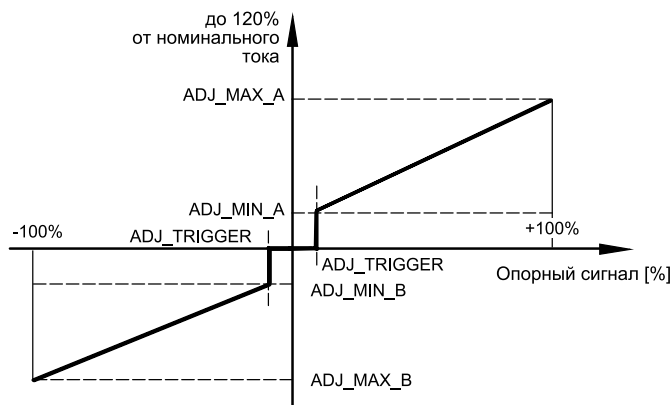 до 120%
от номинального
тока
ADJ_MAX_A
ADJ_MIN_A
-100%
ADJ_TRIGGER
+100%
ADJ_TRIGGER
Опорный сигнал [%]
ADJ_MIN_B
ADJ_MAX_B